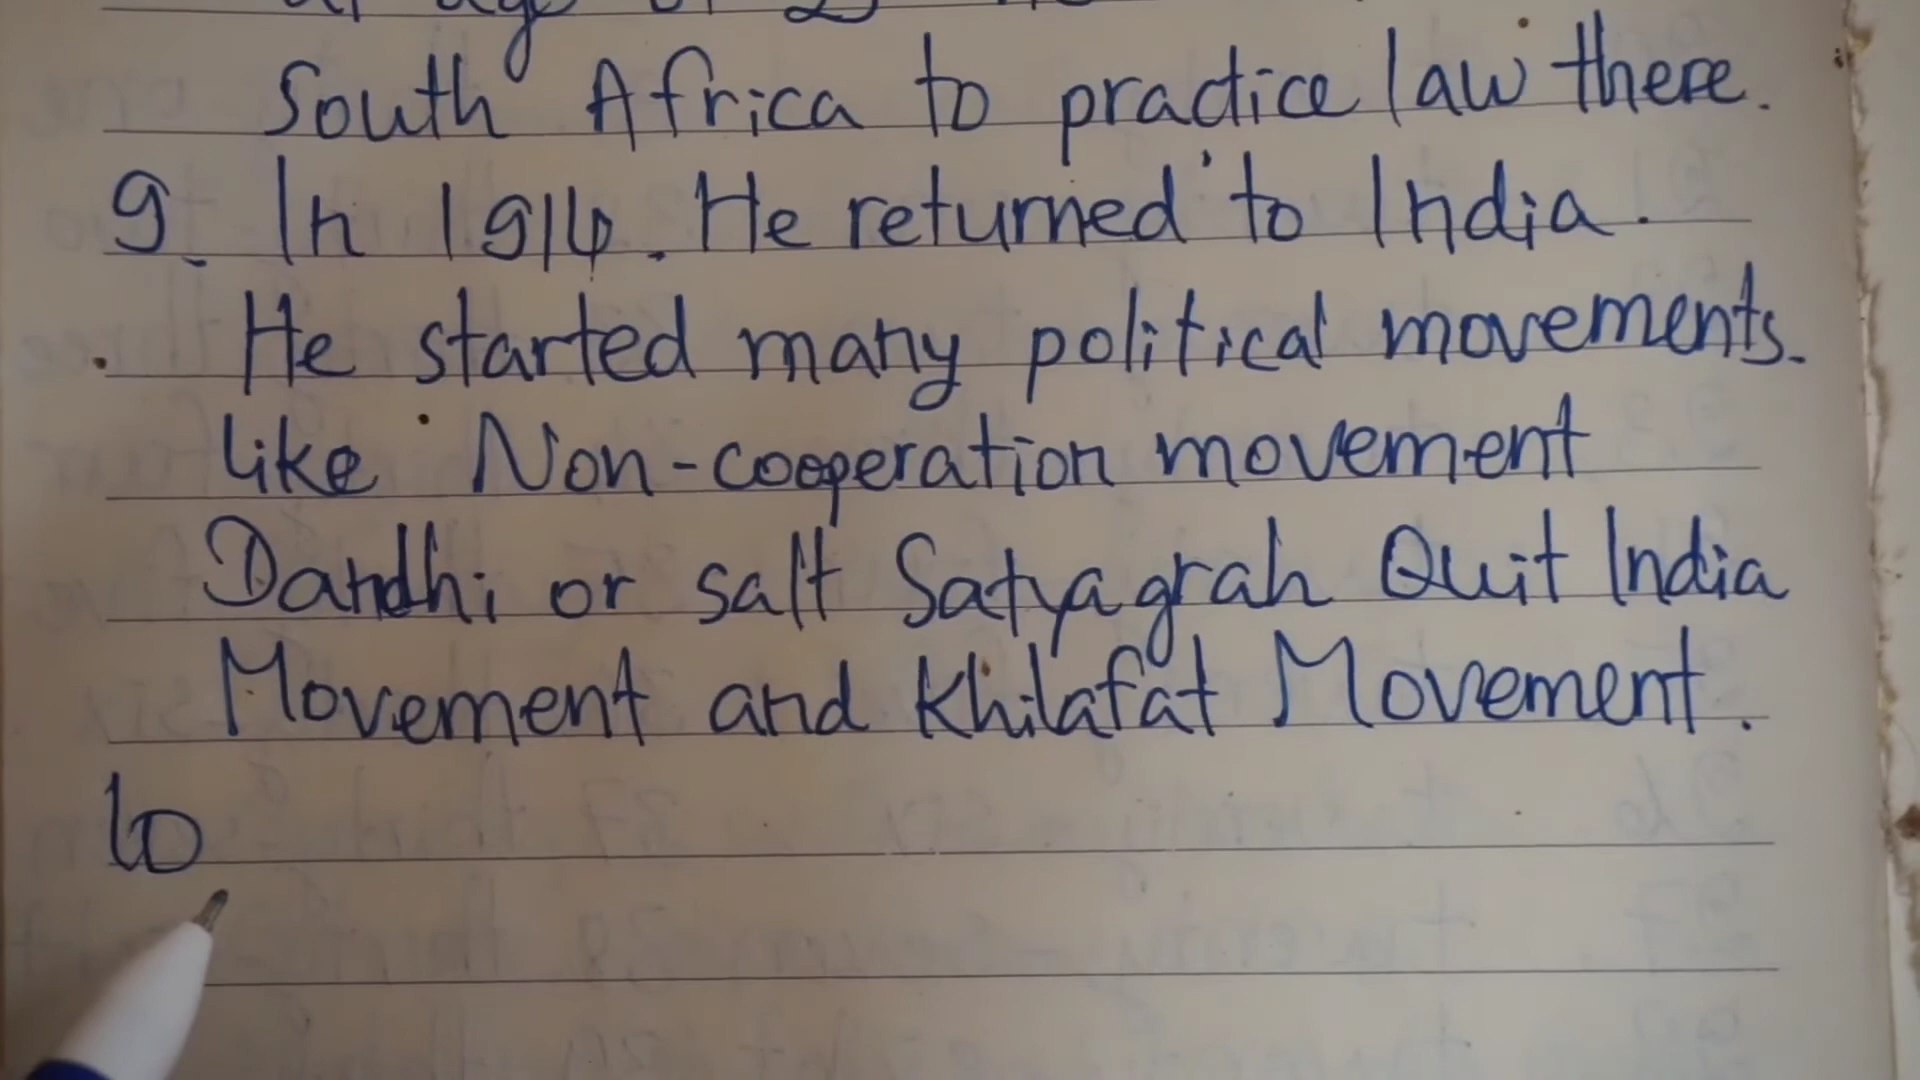 South Africa to practice law there.
9. In 1914. He returned to India.
He started many political movements.
like Non-cooperation movement
Dandhi or salt Satyagrah Quit India
Movement and Khilafat Movement.
10